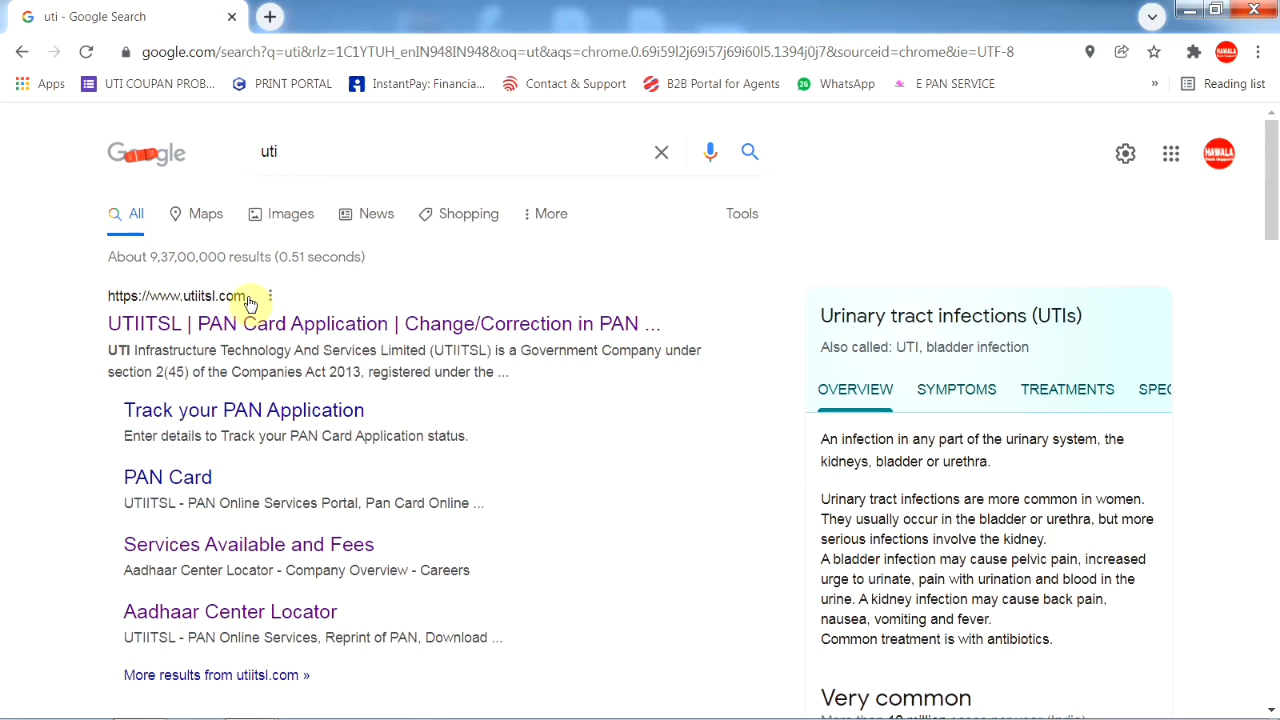 uti - Google Search
google.com/search?q=uti&rlz=1C1YTUH_enIN948IN948&oq=ut&aqs=chrome.0.69i59l2j69i57j69i60l5.1394j0j7&sourceid=chrome&ie=UTF-8
HAWALA
Apps
UTI COUPAN PROB...
PRINT PORTAL
InstantPay: Financia...
Contact & Support
B2B Portal for Agents
26
WhatsApp
E PAN SERVICE
»
Reading list
Google
uti
HAWALA
All
Maps
Images
News
Shopping
More
Tools
About 9,37,00,000 results (0.51 seconds)
https://www.utiitsl.com
UTIITSL | PAN Card Application | Change/Correction in PAN ...
UTI Infrastructure Technology And Services Limited (UTIITSL) is a Government Company under
section 2(45) of the Companies Act 2013, registered under the ...
Track your PAN Application
Enter details to Track your PAN Card Application status.
PAN Card
UTIITSL - PAN Online Services Portal, Pan Card Online ...
Services Available and Fees
Aadhaar Center Locator - Company Overview - Careers
Aadhaar Center Locator
UTIITSL - PAN Online Services, Reprint of PAN, Download ...
More results from utiitsl.com »
Urinary tract infections (UTIs)
Also called: UTI, bladder infection
OVERVIEW
SYMPTOMS
TREATMENTS
SPEC
An infection in any part of the urinary system, the
kidneys, bladder or urethra.
Urinary tract infections are more common in women.
They usually occur in the bladder or urethra, but more
serious infections involve the kidney.
A bladder infection may cause pelvic pain, increased
urge to urinate, pain with urination and blood in the
urine. A kidney infection may cause back pain,
nausea, vomiting and fever.
Common treatment is with antibiotics.
Very common